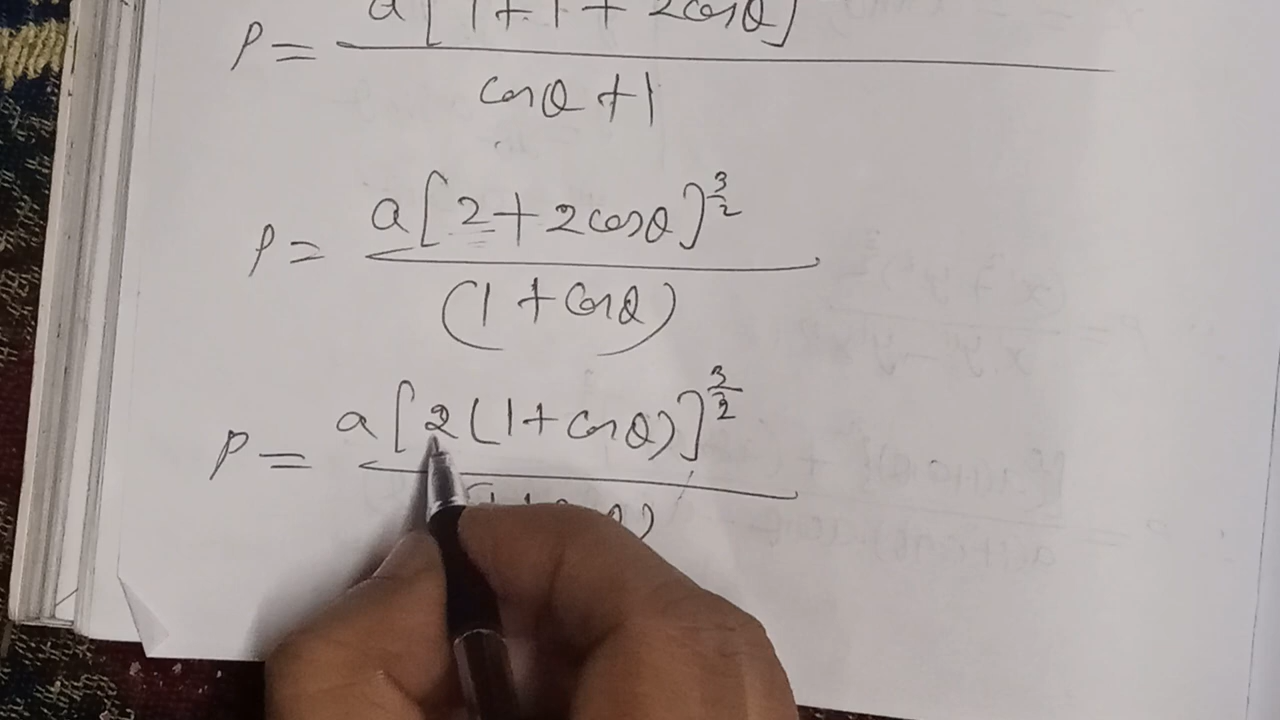 ρ = a[1+1+2cosθ] / cosθ+1
ρ = a[2+2cosθ]^3/2 / (1+cosθ)
ρ = a[2(1+cosθ)]^3/2